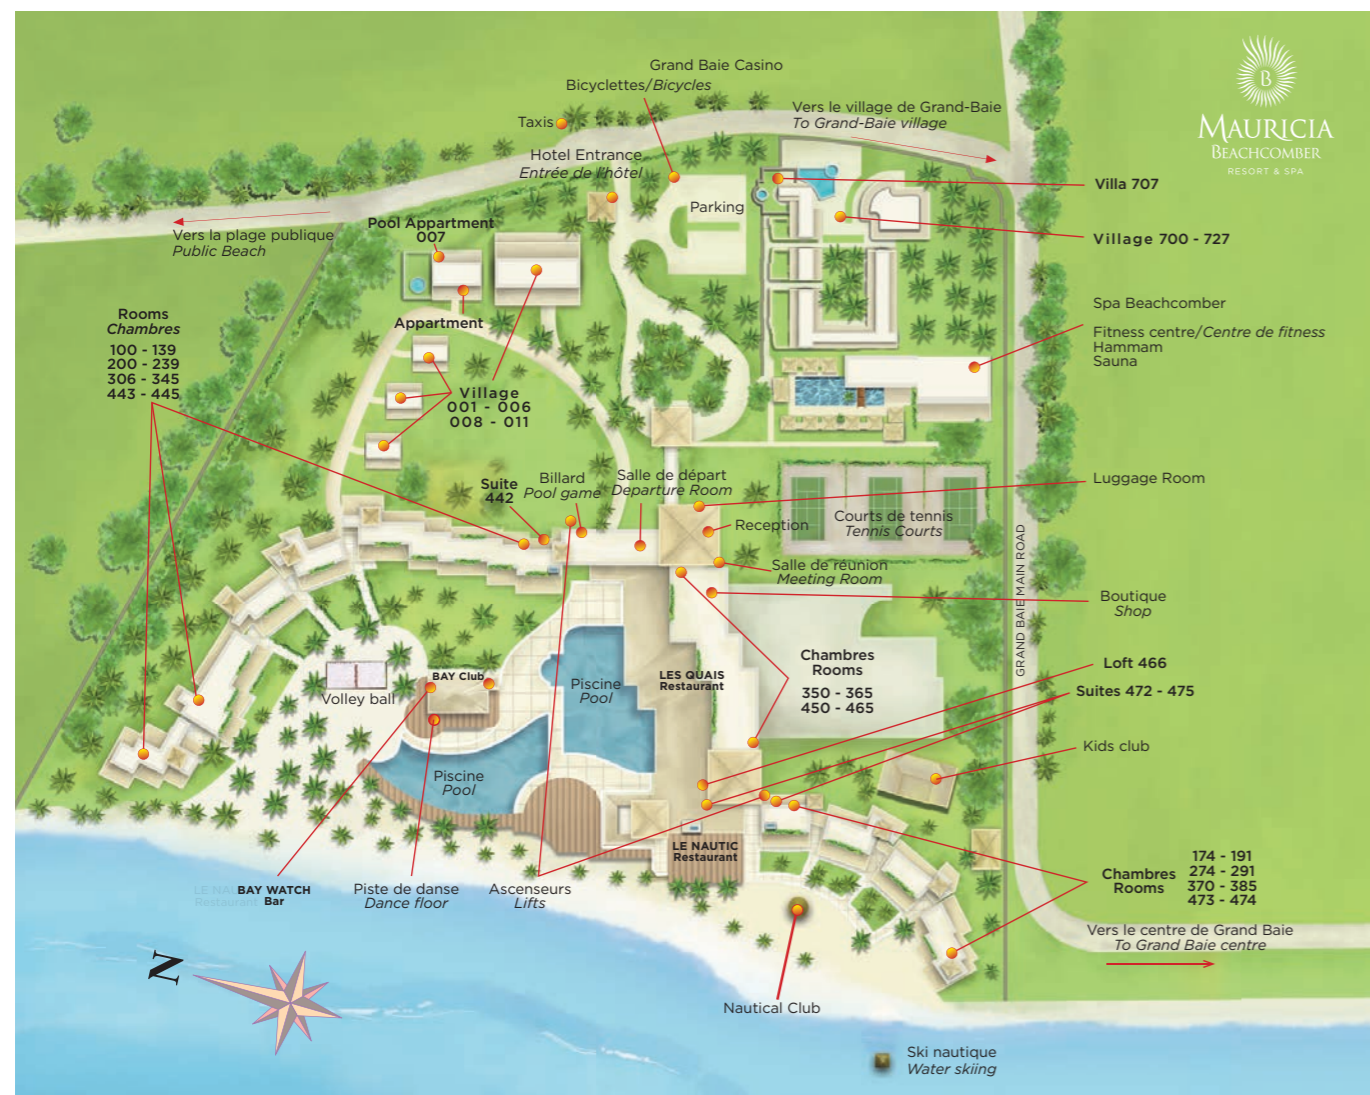 Grand Baie Casino
Bicyclettes/Bicycles
Taxis
Vers le village de Grand-Baie
To Grand-Baie village
B
MAURICIA
BEACHCOMBER
RESORT & SPA
Hotel Entrance
Entrée de l'hôtel
Parking
Villa 707
Village 700 - 727
Vers la plage publique
Public Beach
Pool Appartment
007
Appartment
Rooms
Chambres
100 - 139
200 - 239
306 - 345
443 - 445
Village
001 - 006
008 - 011
Spa Beachcomber
Fitness centre/Centre de fitness
Hammam
Sauna
Suite
442
Billard
Pool game
Salle de départ
Departure Room
Luggage Room
Reception
Courts de tennis
Tennis Courts
Salle de réunion
Meeting Room
GRAND BAIE MAIN ROAD
Boutique
Shop
Chambres
Rooms
350 - 365
450 - 465
Loft 466
Suites 472 - 475
Kids club
BAY Club
Volley ball
Piscine
Pool
LES QUAIS
Restaurant
Piscine
Pool
LE NAUTIC
Restaurant
BAY WATCH
Bar
Piste de danse
Dance floor
Ascenseurs
Lifts
Chambres
Rooms
174 - 191
274 - 291
370 - 385
473 - 474
Vers le centre de Grand Baie
To Grand Baie centre
N
Nautical Club
Ski nautique
Water skiing